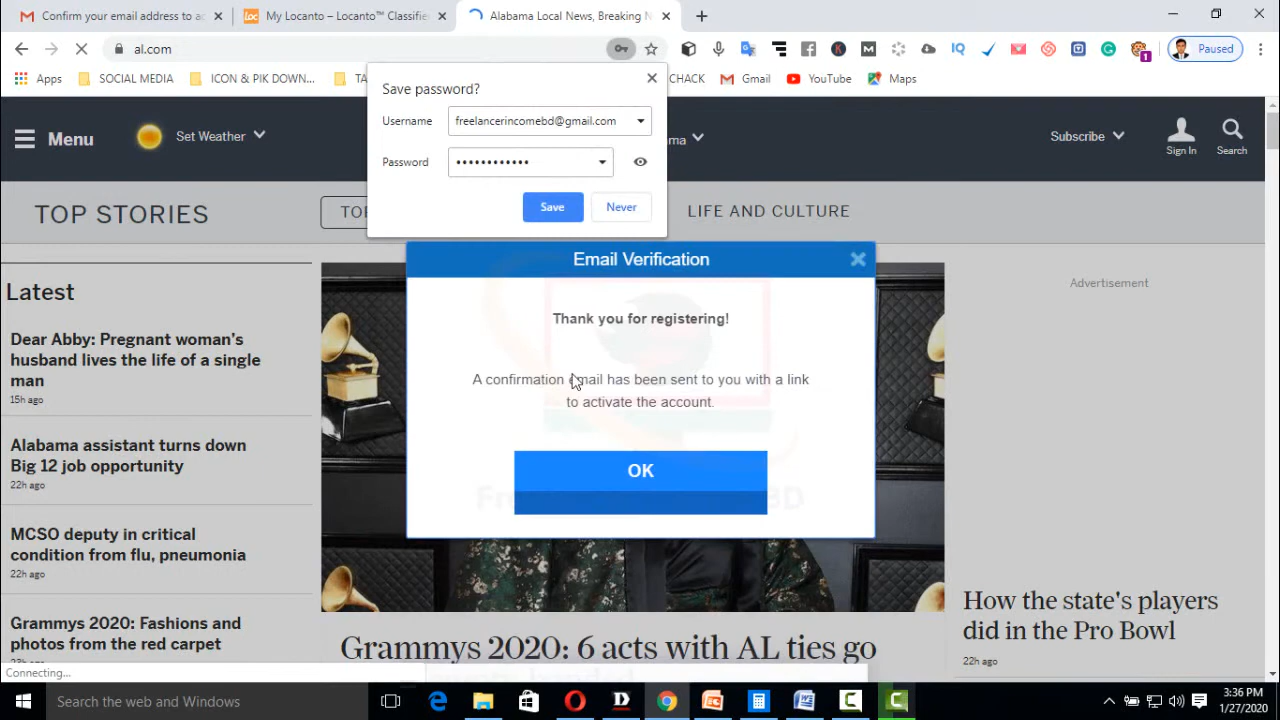 Confirm your email address to ac
My Locanto – Locanto™ Classifie
Alabama Local News, Breaking N
al.com
Paused
1
Apps
SOCIAL MEDIA
ICON & PIK DOWN...
TA
HACK
Gmail
YouTube
Maps
Save password?
Username
freelancerincomebd@gmail.com
Password
••••••••••••
Save
Never
Menu
Set Weather
ma
Subscribe
Sign In
Search
TOP STORIES
TOP
LIFE AND CULTURE
Latest
Dear Abby: Pregnant woman's
husband lives the life of a single
man
15h ago
Alabama assistant turns down
Big 12 job opportunity
22h ago
MCSO deputy in critical
condition from flu, pneumonia
22h ago
Grammys 2020: Fashions and
photos from the red carpet
Email Verification
Thank you for registering!
A confirmation email has been sent to you with a link
to activate the account.
OK
Grammys 2020: 6 acts with AL ties go
Advertisement
How the state's players
did in the Pro Bowl
22h ago
Connecting...
Search the web and Windows
3:36 PM
1/27/2020